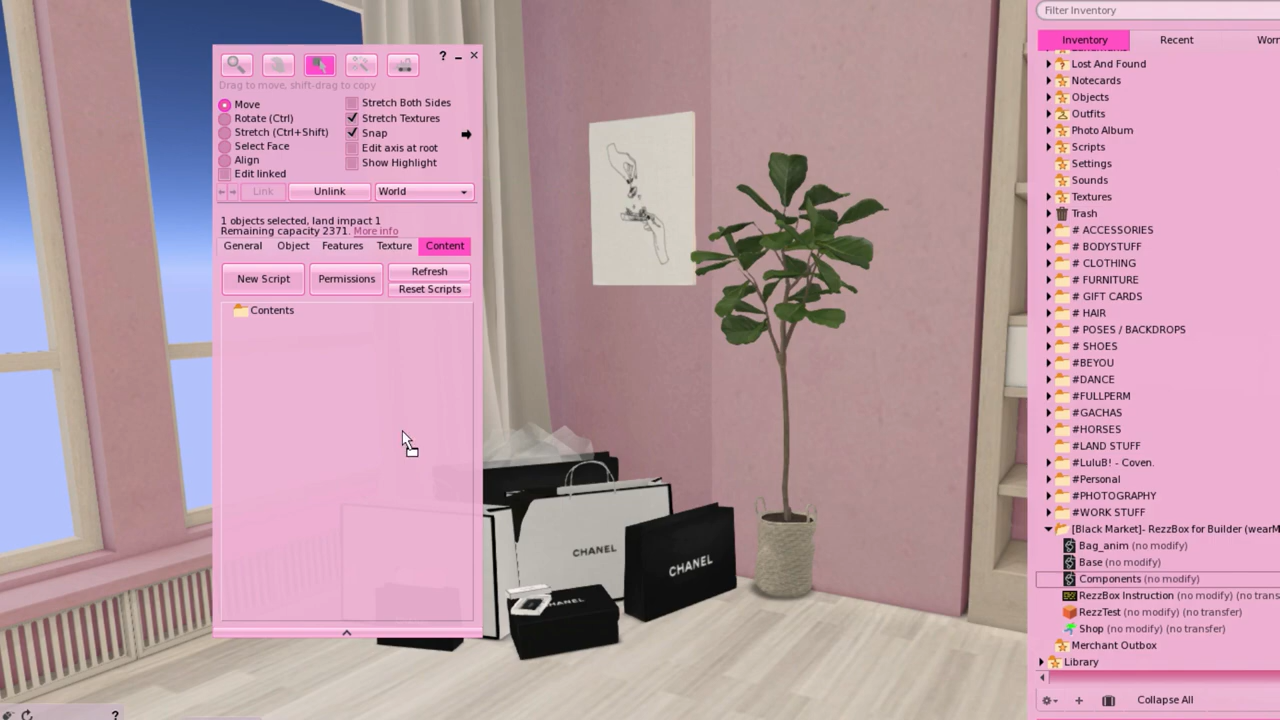 Drag to move, shift-drag to copy
Move
Rotate (Ctrl)
Stretch (Ctrl+Shift)
Select Face
Align
Edit linked
Stretch Both Sides
Stretch Textures
Snap
Edit axis at root
Show Highlight
Link
Unlink
World
1 objects selected, land impact 1
Remaining capacity 2371. More info
General Object Features Texture Content
New Script
Permissions
Refresh
Reset Scripts
Contents
CHANEL
CHANEL
Filter Inventory
Inventory Recent Worn
Lost And Found
Notecards
Objects
Outfits
Photo Album
Scripts
Settings
Sounds
Textures
Trash
# ACCESSORIES
# BODYSTUFF
# CLOTHING
# FURNITURE
# GIFT CARDS
# HAIR
# POSES / BACKDROPS
# SHOES
#BEYOU
#DANCE
#FULLPERM
#GACHAS
#HORSES
#LAND STUFF
#LuluB! - Coven.
#Personal
#PHOTOGRAPHY
#WORK STUFF
[Black Market]- RezzBox for Builder (wearM
Bag_anim (no modify)
Base (no modify)
Components (no modify)
RezzBox Instruction (no modify) (no trans
RezzTest (no modify) (no transfer)
Shop (no modify) (no transfer)
Merchant Outbox
Library
Collapse All